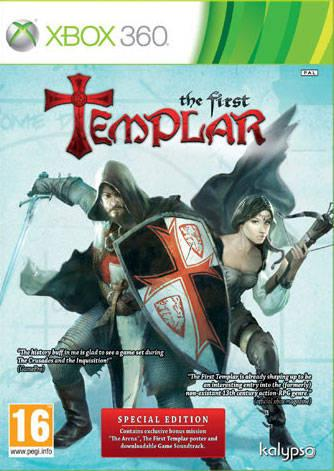 XBOX 360
PAL
the first
TEMPLAR
"The history buff in me is glad to see a game set during
The Crusades and the Inquisition!"
(GamePro)
"The First Templar is already shaping up to be
an interesting entry into the (formerly)
non-existant 13th century action-RPG genre."
16
www.pegi.info
SPECIAL EDITION
Contains exclusive bonus mission
"The Arena", The First Templar poster and
downloadable Game Soundtrack.
kalypso